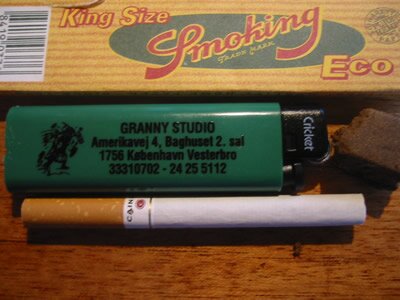 King Size
Smoking
TRADE MARK
Eco
GRANNY STUDIO
Amerikavej 4, Baghuset 2. sal
1756 København Vesterbro
33310702 - 24 25 5112
Cricket